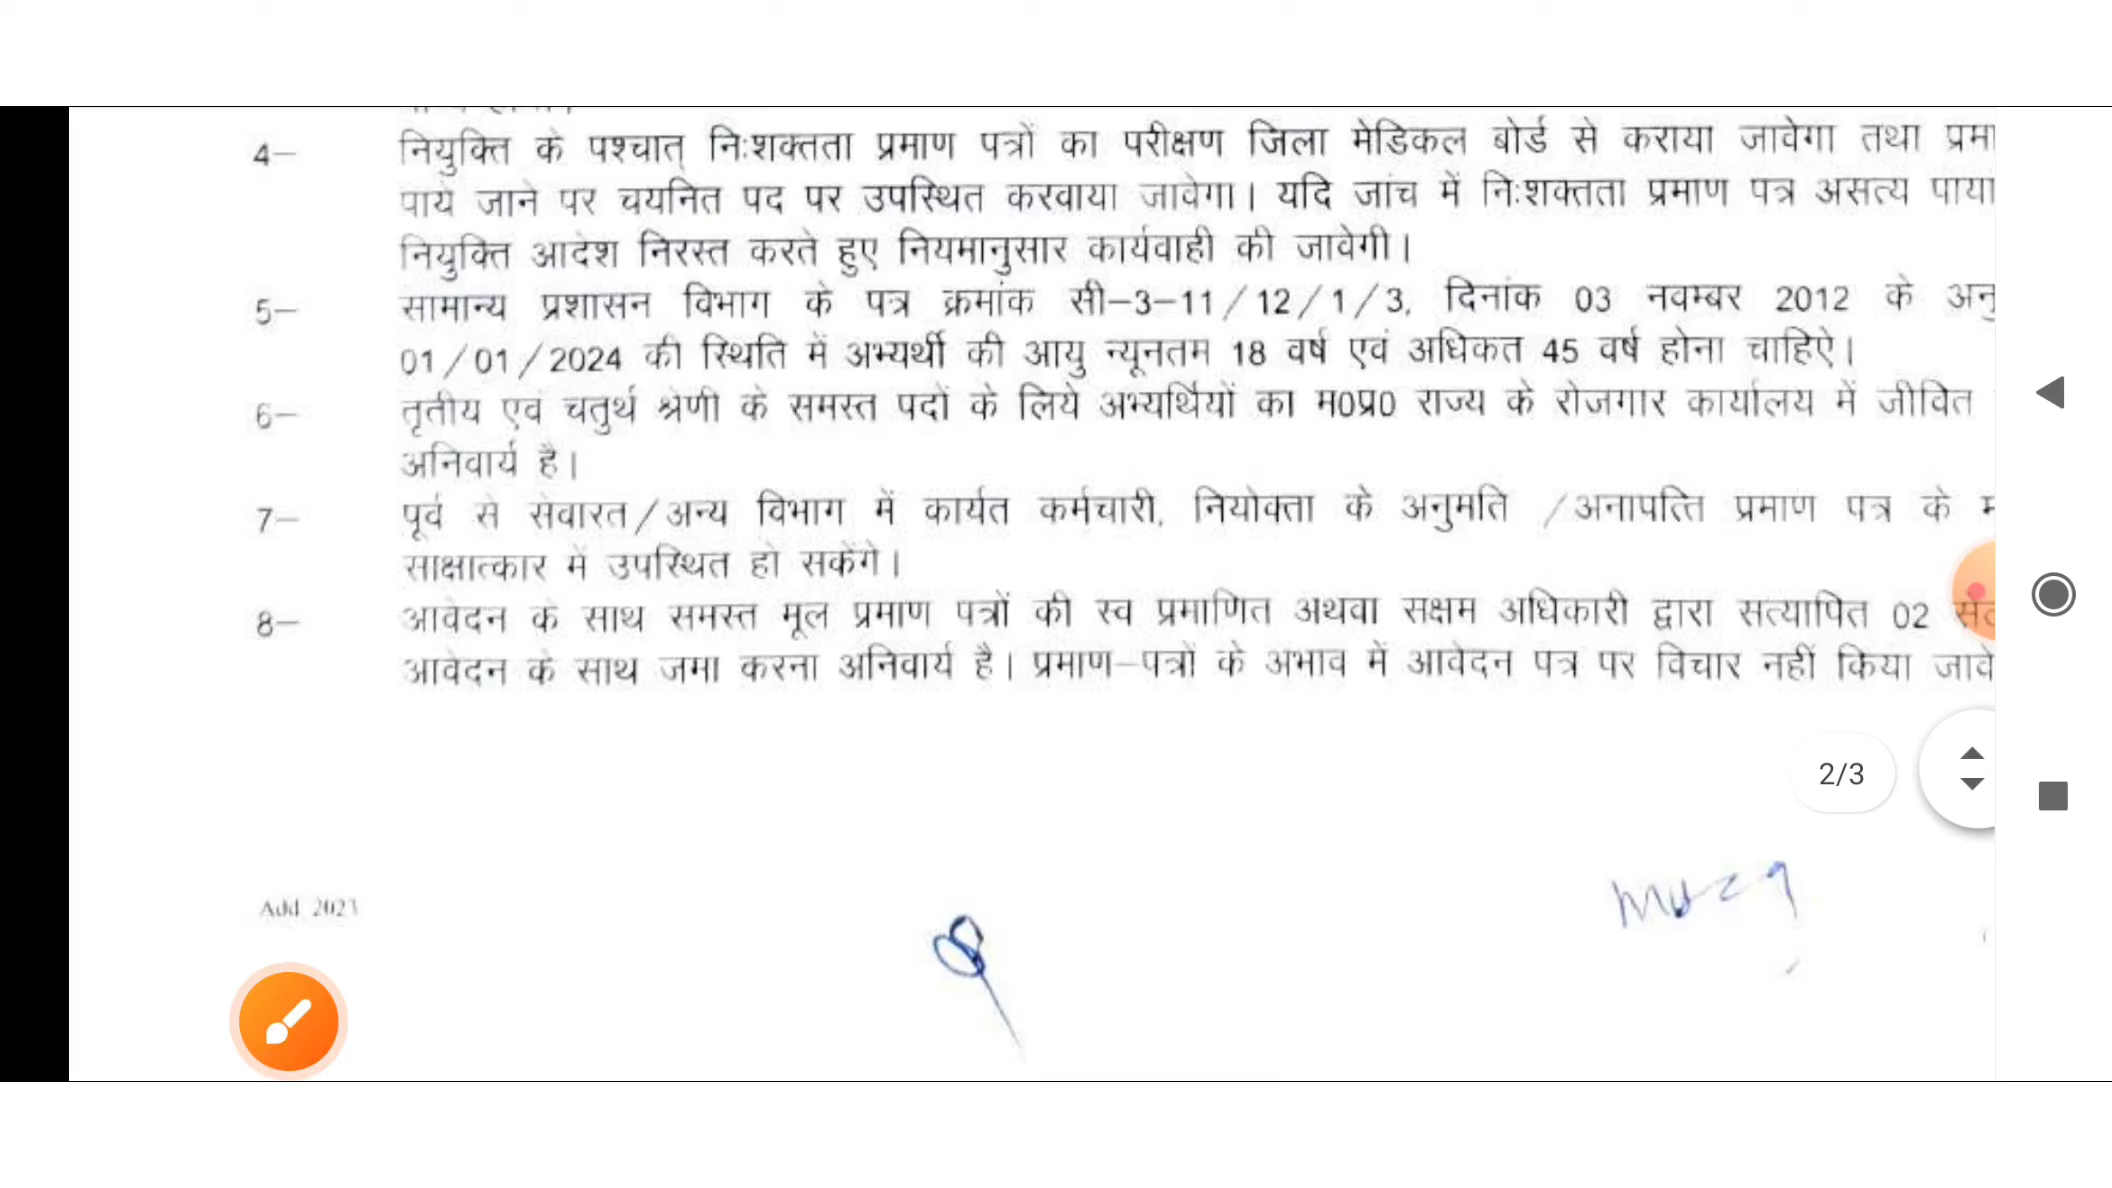 4— नियुक्ति के पश्चात् निःशक्तता प्रमाण पत्रों का परीक्षण जिला मेडिकल बोर्ड से कराया जावेगा तथा
पाये जाने पर चयनित पद पर उपस्थित करवाया जावेगा। यदि जांच में निःशक्तता प्रमाण पत्र असत्य पाया
नियुक्ति आदेश निरस्त करते हुए नियमानुसार कार्यवाही की जावेगी।
5— सामान्य प्रशासन विभाग के पत्र क्रमांक सी—3—11/12/1/3, दिनांक 03 नवम्बर 2012 के
01/01/2024 की स्थिति में अभ्यर्थी की आयु न्यूनतम 18 वर्ष एवं अधिकत 45 वर्ष होना चाहिऐ।
6— तृतीय एवं चतुर्थ श्रेणी के समस्त पदों के लिये अभ्यर्थियों का म0प्र0 राज्य के रोजगार कार्यालय में जीवित
अनिवार्य है।
7— पूर्व से सेवारत/अन्य विभाग में कार्यत कर्मचारी, नियोक्ता के अनुमति /अनापत्ति प्रमाण पत्र के
साक्षात्कार में उपस्थित हो सकेंगे।
8— आवेदन के साथ समस्त मूल प्रमाण पत्रों की स्व प्रमाणित अथवा सक्षम अधिकारी द्वारा सत्यापित 02
आवेदन के साथ जमा करना अनिवार्य है। प्रमाण—पत्रों के अभाव में आवेदन पत्र पर विचार नहीं किया
2/3
Add 2023